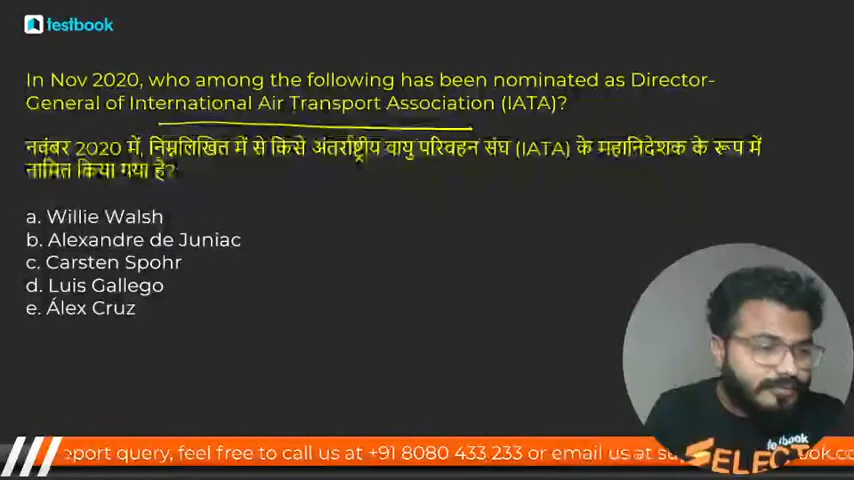 testbook
In Nov 2020, who among the following has been nominated as Director-
General of International Air Transport Association (IATA)?
नवंबर 2020 में, निम्नलिखित में से किसे अंतर्राष्ट्रीय वायु परिवहन संघ (IATA) के महानिदेशक के रूप में
नामित किया गया है?
a. Willie Walsh
b. Alexandre de Juniac
c. Carsten Spohr
d. Luis Gallego
e. Álex Cruz
query, feel free to call us at +91 8080 433 233 or email us at
testbook
SELECT